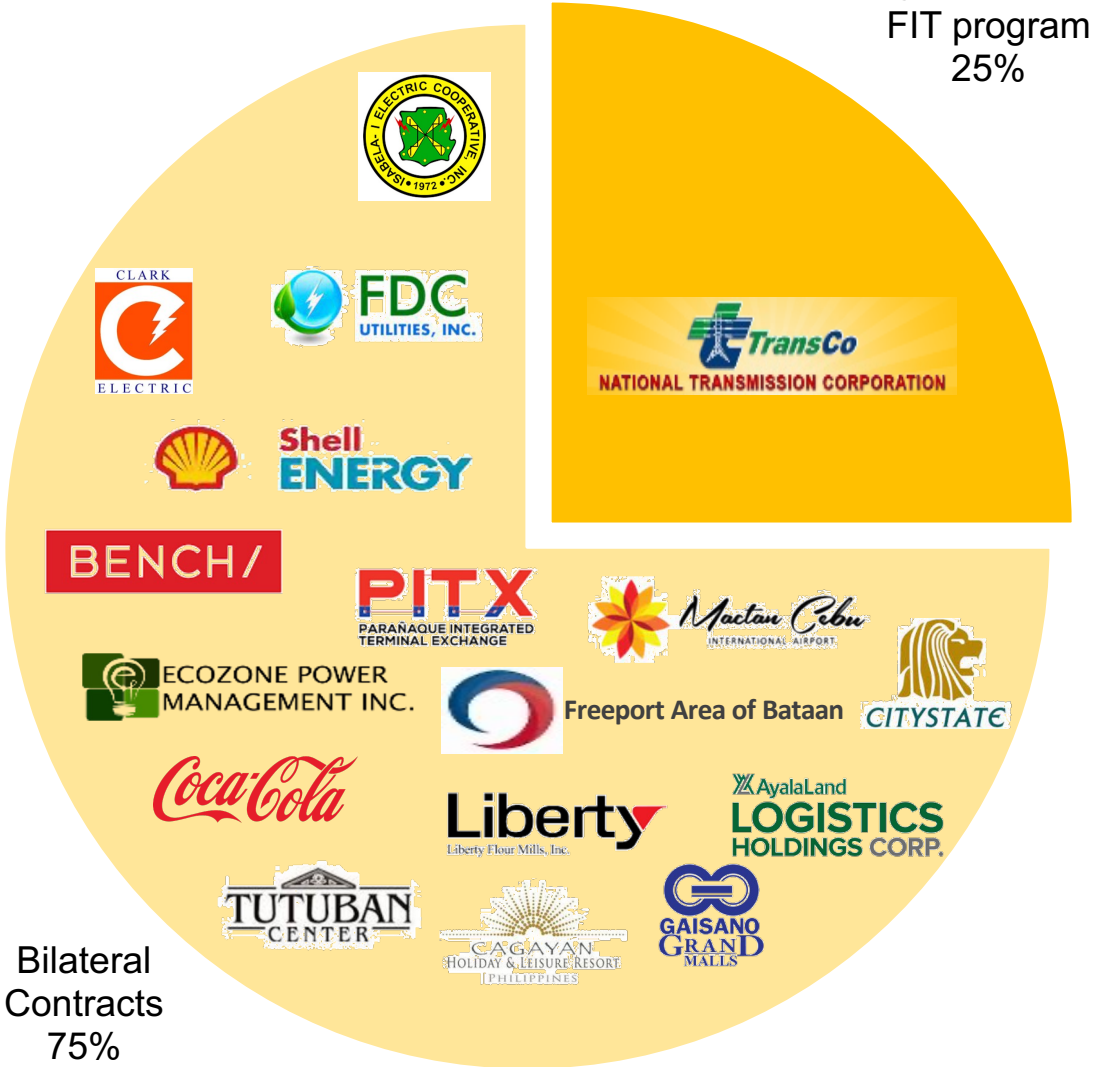 FIT program
25%
ISABELA- I ELECTRIC COOPERATIVE, INC.
•1972•
CLARK
ELECTRIC
FDC
UTILITIES, INC.
TransCo
NATIONAL TRANSMISSION CORPORATION
Shell
ENERGY
BENCH/
PITX
PARAÑAQUE INTEGRATED
TERMINAL EXCHANGE
Mactan Cebu
INTERNATIONAL AIRPORT
ECOZONE POWER
MANAGEMENT INC.
Freeport Area of Bataan
CITYSTATE
Coca-Cola
Liberty
Liberty Flour Mills, Inc.
AyalaLand
LOGISTICS
HOLDINGS CORP.
TUTUBAN
CENTER
CAGAYAN
HOLIDAY & LEISURE RESORT
PHILIPPINES
GAISANO
GRAND
MALLS
Bilateral
Contracts
75%